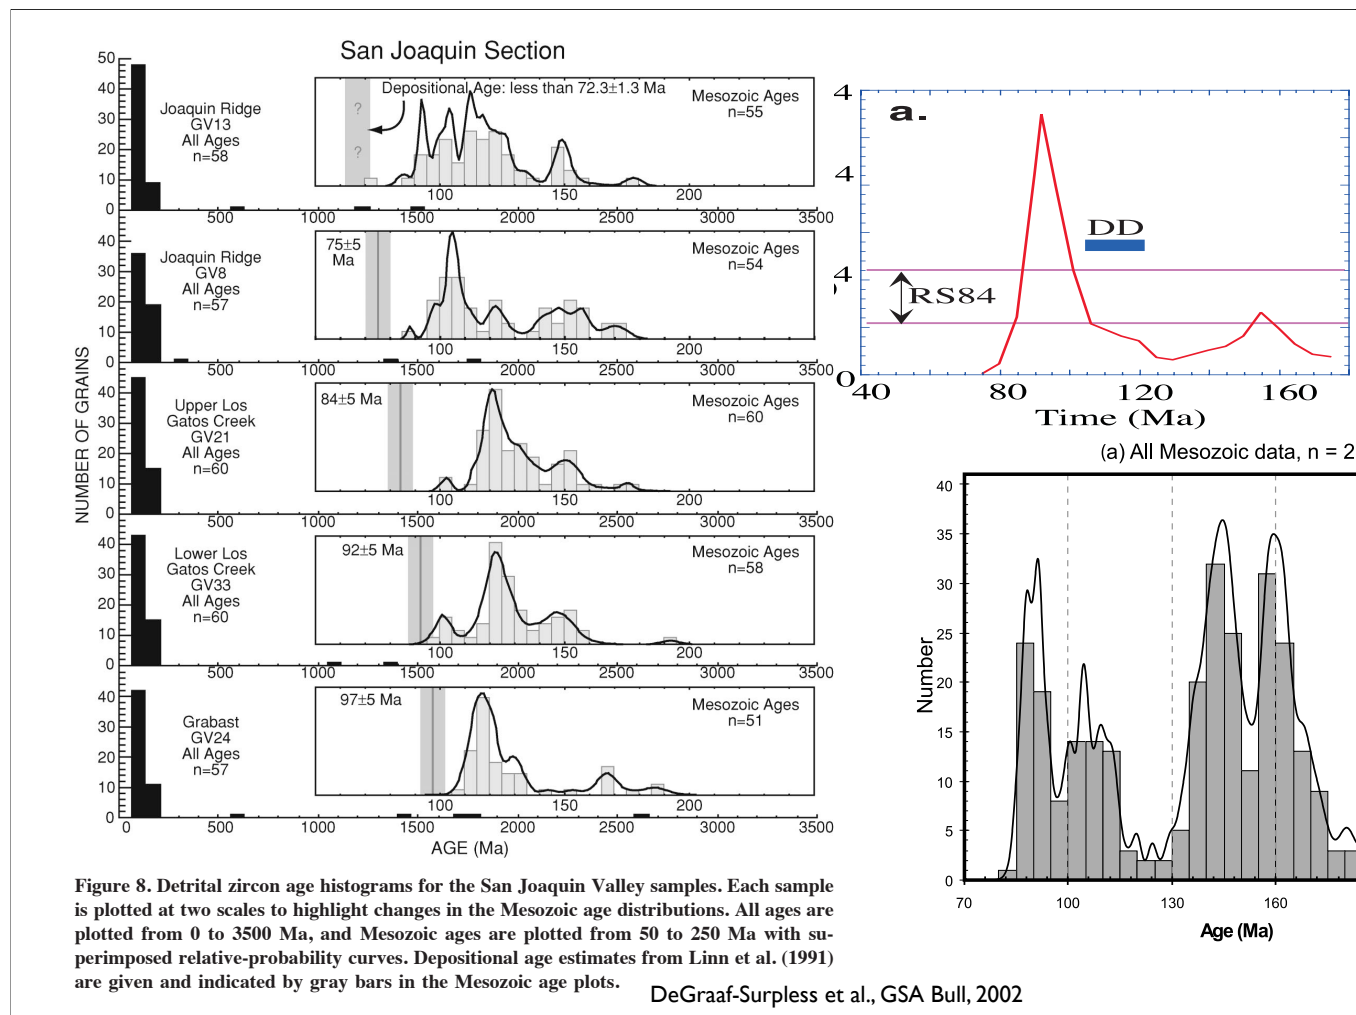 San Joaquin Section
NUMBER OF GRAINS
50
40
30
20
10
0
Joaquin Ridge
GV13
All Ages
n=58
Depositional Age: less than 72.3±1.3 Ma
?
?
Mesozoic Ages
n=55
100
150
200
500
1000
1500
2000
2500
3000
3500
40
30
20
10
0
Joaquin Ridge
GV8
All Ages
n=57
75±5
Ma
Mesozoic Ages
n=54
100
150
200
500
1000
1500
2000
2500
3000
3500
40
30
20
10
0
Upper Los
Gatos Creek
GV21
All Ages
n=60
84±5 Ma
Mesozoic Ages
n=60
100
150
200
500
1000
1500
2000
2500
3000
3500
40
30
20
10
0
Lower Los
Gatos Creek
GV33
All Ages
n=60
92±5 Ma
Mesozoic Ages
n=58
100
150
200
500
1000
1500
2000
2500
3000
3500
40
30
20
10
0
Grabast
GV24
All Ages
n=57
97±5 Ma
Mesozoic Ages
n=51
100
150
200
0
500
1000
1500
2000
2500
3000
3500
AGE (Ma)
Figure 8. Detrital zircon age histograms for the San Joaquin Valley samples. Each sample
is plotted at two scales to highlight changes in the Mesozoic age distributions. All ages are
plotted from 0 to 3500 Ma, and Mesozoic ages are plotted from 50 to 250 Ma with su-
perimposed relative-probability curves. Depositional age estimates from Linn et al. (1991)
are given and indicated by gray bars in the Mesozoic age plots.
DeGraaf-Surpless et al., GSA Bull, 2002
a.
4
4
4
0
DD
RS84
40
80
120
160
Time (Ma)
(a) All Mesozoic data, n = 2
Number
40
35
30
25
20
15
10
5
0
70
100
130
160
Age (Ma)